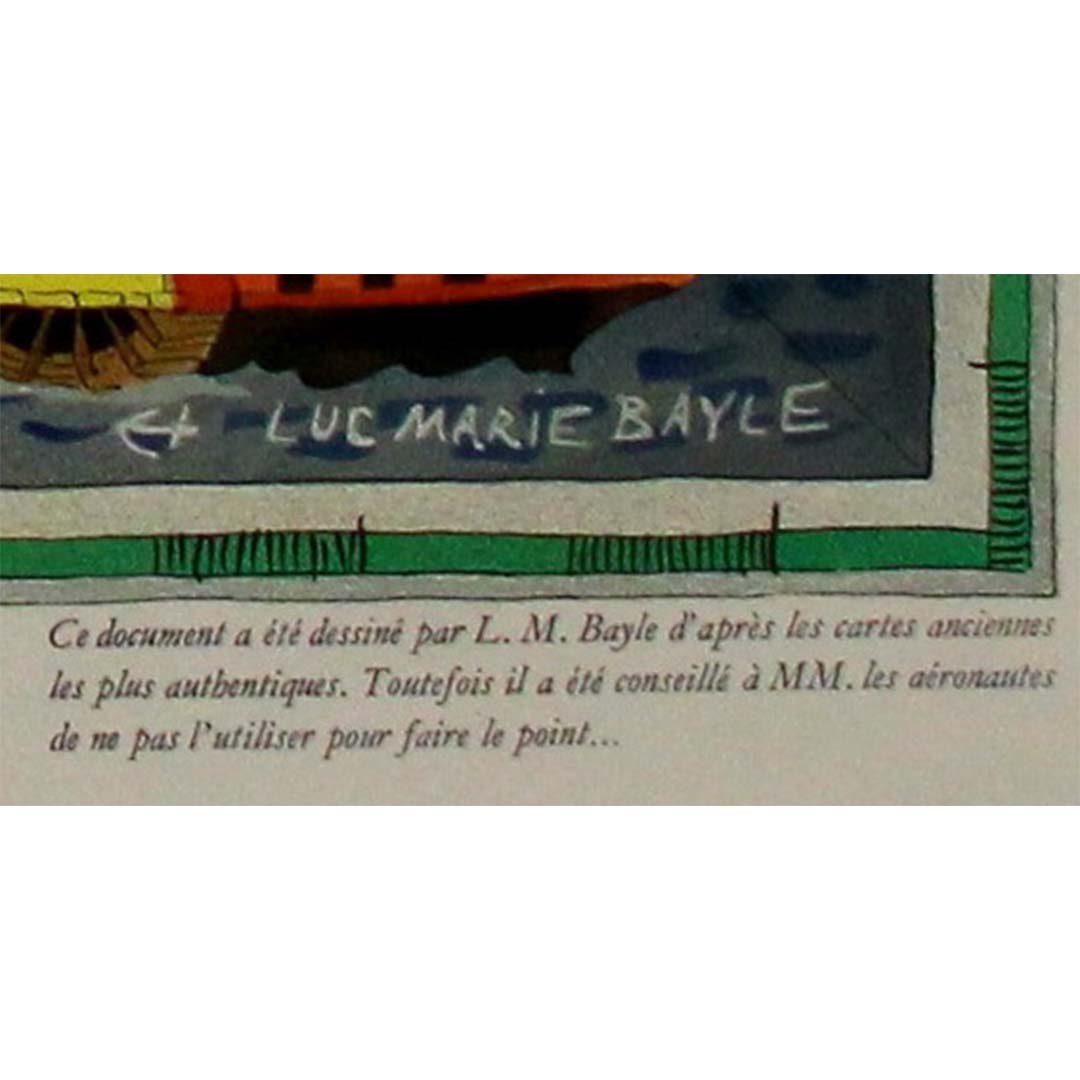 LUC MARiE BAYLE
Ce document a été dessiné par L. M. Bayle d'après les cartes anciennes
les plus authentiques. Toutefois il a été conseillé à MM. les aéronautes
de ne pas l'utiliser pour faire le point...